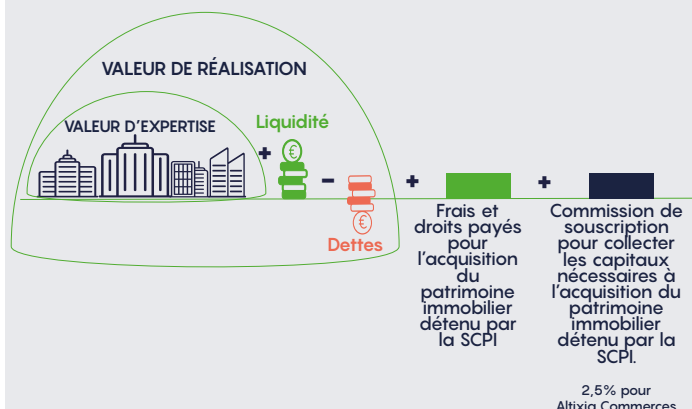 VALEUR DE RÉALISATION
VALEUR D'EXPERTISE
Liquidité
+
€
-
€
Dettes
+
Frais et
droits payés
pour
l'acquisition
du
patrimoine
immobilier
détenu par
la SCPI
+
Commission de
souscription
pour collecter
les capitaux
nécessaires à
l'acquisition du
patrimoine
immobilier
détenu par la
SCPI.
2,5% pour
Altixia Commerces